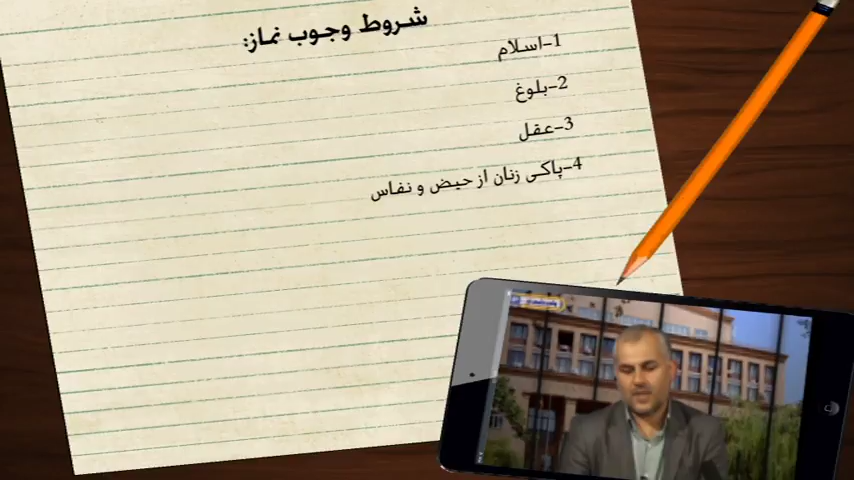 شروط وجوب نماز:
1-اسلام
2-بلوغ
3-عقل
4-پاکی زنان از حیض و نفاس